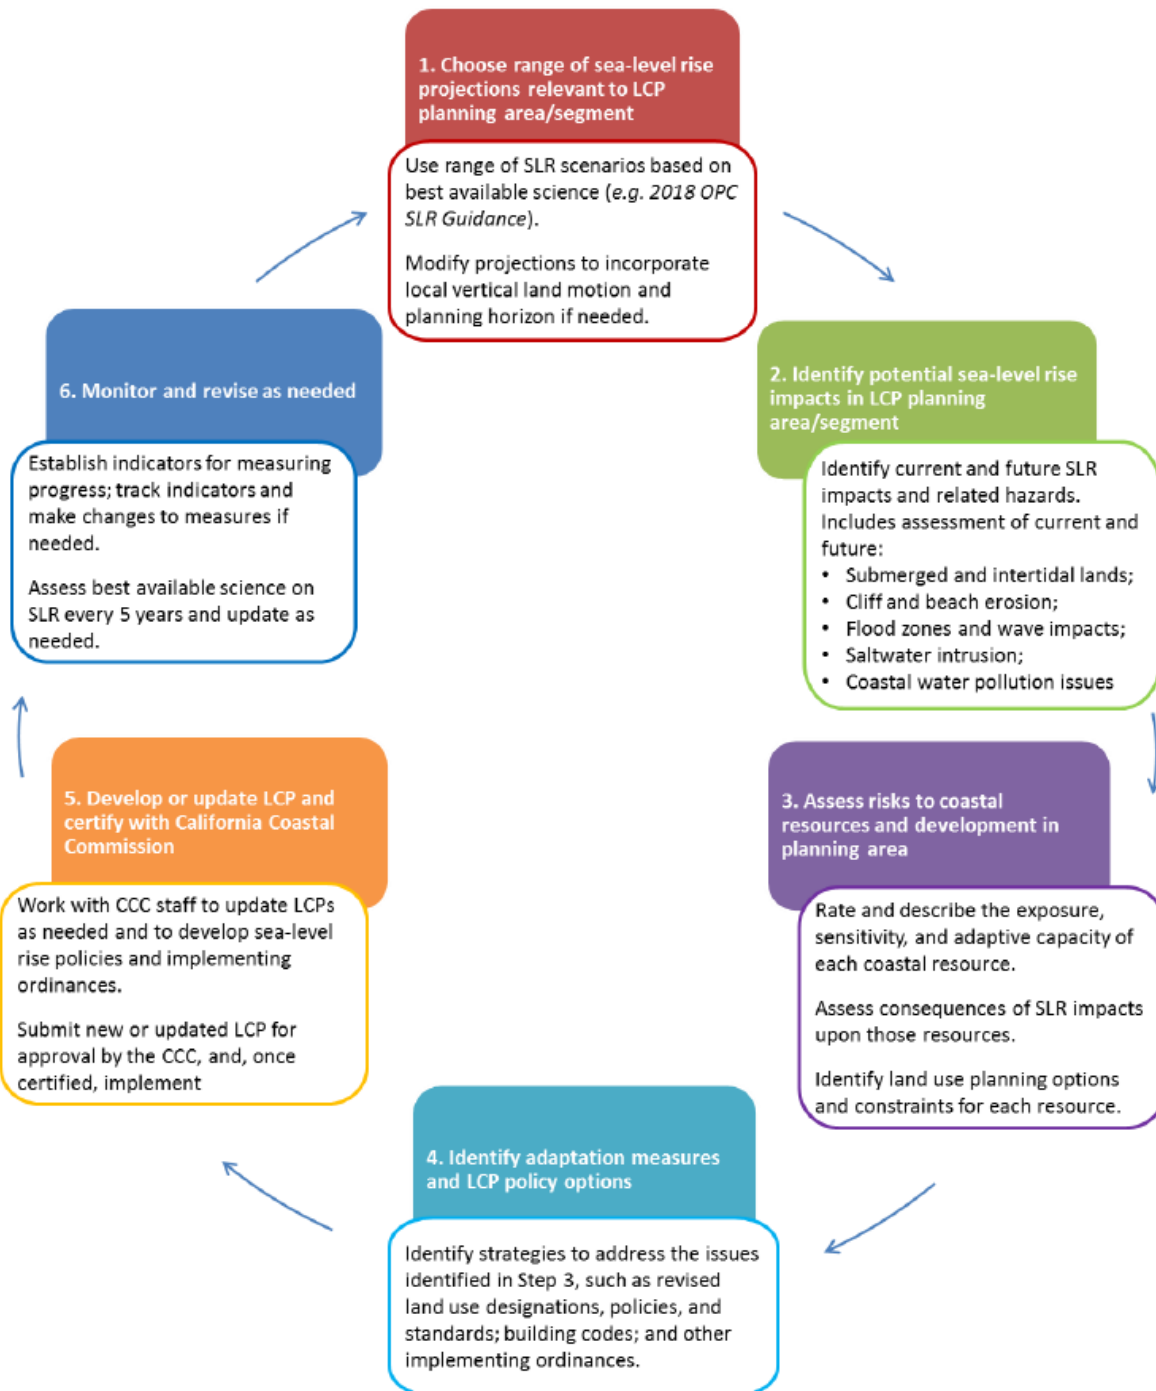 1. Choose range of sea-level rise
projections relevant to LCP
planning area/segment
Use range of SLR scenarios based on
best available science (e.g. 2018 OPC
SLR Guidance).
Modify projections to incorporate
local vertical land motion and
planning horizon if needed.
2. Identify potential sea-level rise
impacts in LCP planning
area/segment
Identify current and future SLR
impacts and related hazards.
Includes assessment of current and
future:
• Submerged and intertidal lands;
• Cliff and beach erosion;
• Flood zones and wave impacts;
• Saltwater intrusion;
• Coastal water pollution issues
3. Assess risks to coastal
resources and development in
planning area
Rate and describe the exposure,
sensitivity, and adaptive capacity of
each coastal resource.
Assess consequences of SLR impacts
upon those resources.
Identify land use planning options
and constraints for each resource.
4. Identify adaptation measures
and LCP policy options
Identify strategies to address the issues
identified in Step 3, such as revised
land use designations, policies, and
standards; building codes; and other
implementing ordinances.
5. Develop or update LCP and
certify with California Coastal
Commission
Work with CCC staff to update LCPs
as needed and to develop sea-level
rise policies and implementing
ordinances.
Submit new or updated LCP for
approval by the CCC, and, once
certified, implement
6. Monitor and revise as needed
Establish indicators for measuring
progress; track indicators and
make changes to measures if
needed.
Assess best available science on
SLR every 5 years and update as
needed.